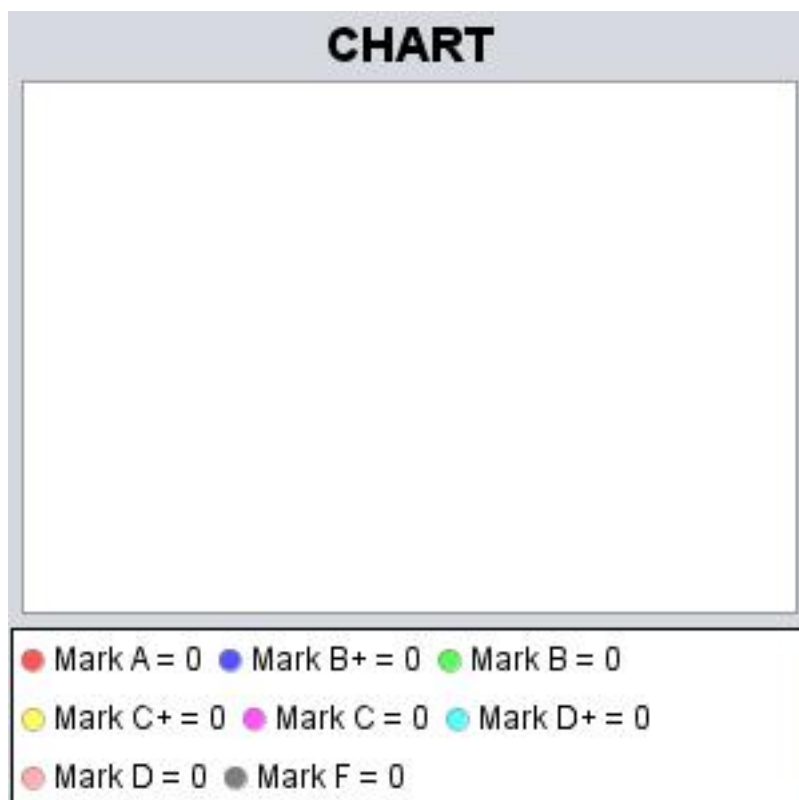 CHART
Mark A = 0 Mark B+ = 0 Mark B = 0
Mark C+ = 0 Mark C = 0 Mark D+ = 0
Mark D = 0 Mark F = 0